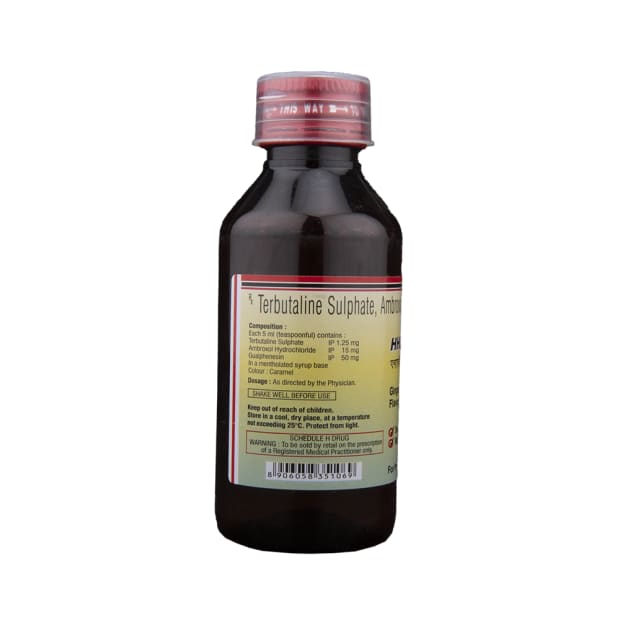 THIS WAY
Rx Terbutaline Sulphate,
Composition :
Each 5 ml (teaspoonful) contains :
Terbutaline Sulphate IP 1.25 mg
Ambroxol Hydrochloride IP 15 mg
Guaiphenesin IP 50 mg
In a mentholated syrup base
Colour : Caramel
Dosage : As directed by the Physician.
SHAKE WELL BEFORE USE
Keep out of reach of children.
Store in a cool, dry place, at a temperature
not exceeding 25°C. Protect from light.
SCHEDULE H DRUG
WARNING : To be sold by retail on the prescription
of a Registered Medical Practitioner only.
8 906058 351069